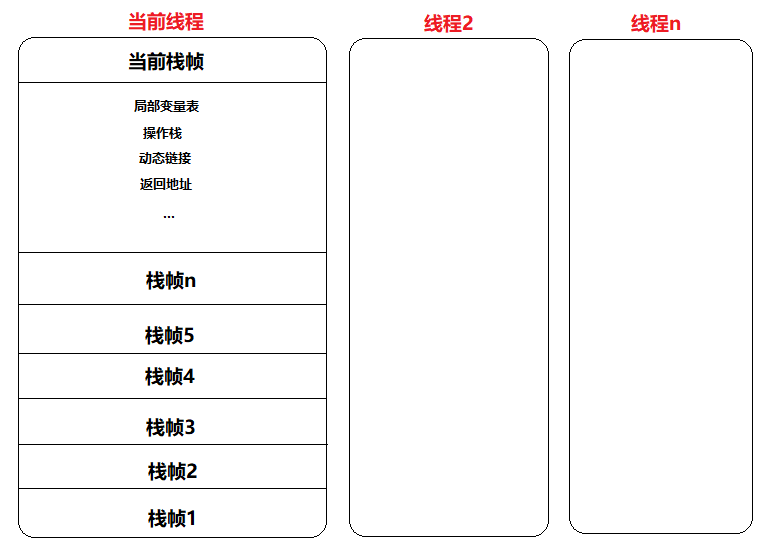 当前线程
线程2
线程n
当前栈帧
局部变量表
操作栈
动态链接
返回地址
...
栈帧n
栈帧5
栈帧4
栈帧3
栈帧2
栈帧1